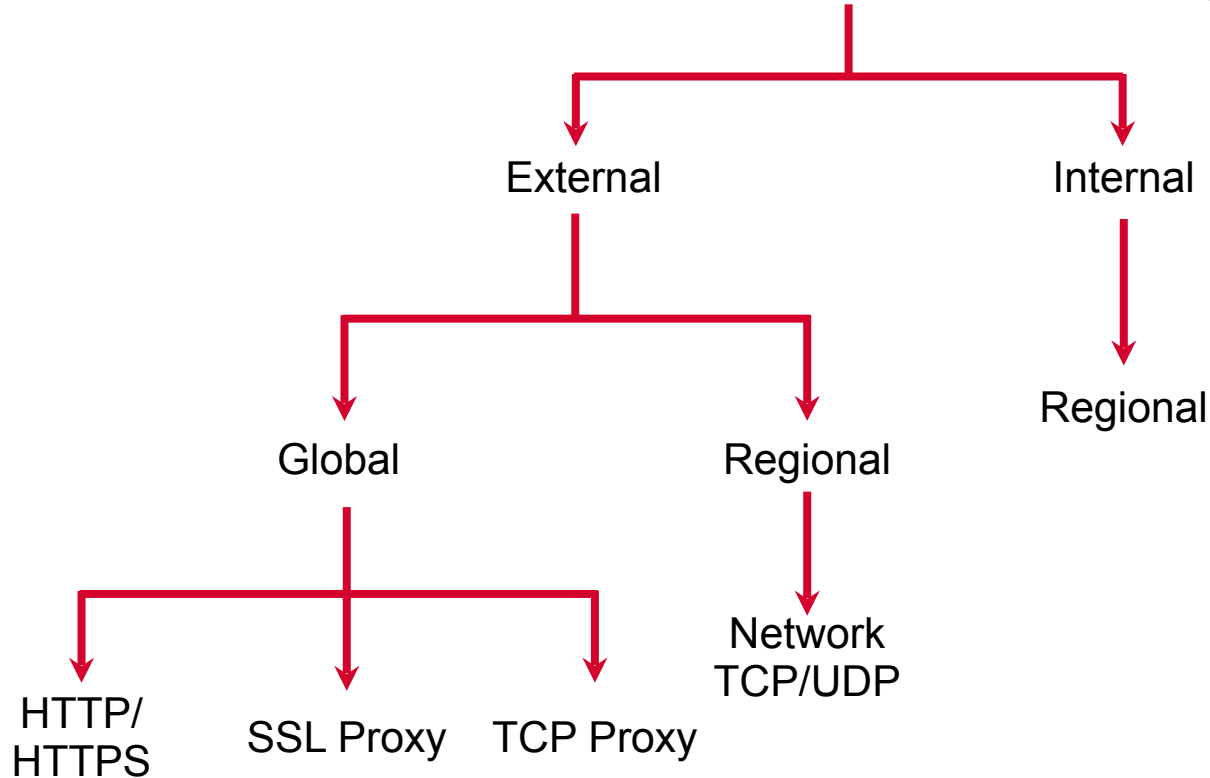 External
Internal
Regional
Global
Regional
Network
TCP/UDP
HTTP/
HTTPS
SSL Proxy
TCP Proxy